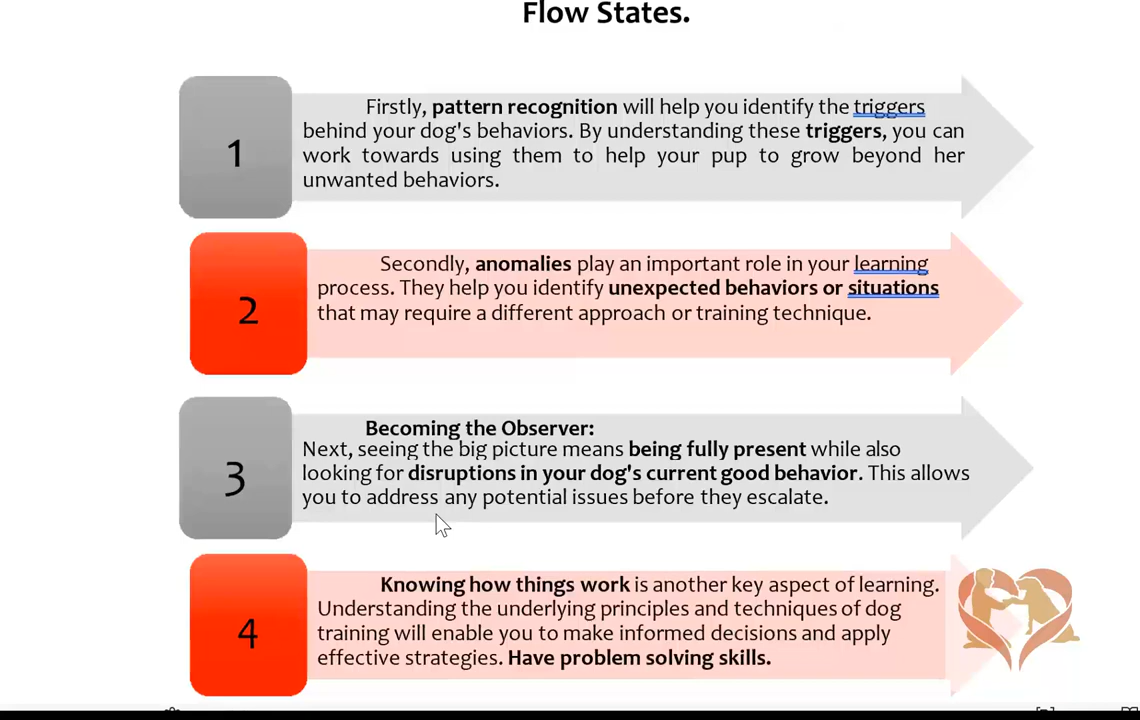 Flow States.
1
Firstly, pattern recognition will help you identify the triggers
behind your dog's behaviors. By understanding these triggers, you can
work towards using them to help your pup to grow beyond her
unwanted behaviors.
2
Secondly, anomalies play an important role in your learning
process. They help you identify unexpected behaviors or situations
that may require a different approach or training technique.
3
Becoming the Observer:
Next, seeing the big picture means being fully present while also
looking for disruptions in your dog's current good behavior. This allows
you to address any potential issues before they escalate.
4
Knowing how things work is another key aspect of learning.
Understanding the underlying principles and techniques of dog
training will enable you to make informed decisions and apply
effective strategies. Have problem solving skills.